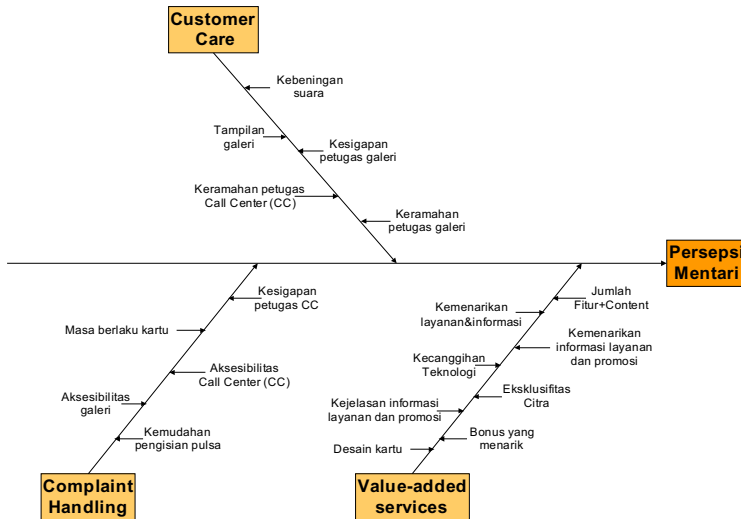 Customer
Care
Kebeningan
suara
Tampilan
galeri
Kesigapan
petugas galeri
Keramahan petugas
Call Center (CC)
Keramahan
petugas galeri
Persepsi
Mentari
Kesigapan
petugas CC
Masa berlaku kartu
Aksesibilitas
Call Center (CC)
Aksesibilitas
galeri
Kemudahan
pengisian pulsa
Complaint
Handling
Jumlah
Fitur+Content
Kemenarikan
layanan&informasi
Kemenarikan
informasi layanan
dan promosi
Kecanggihan
Teknologi
Eksklusifitas
Citra
Kejelasan informasi
layanan dan promosi
Bonus yang
menarik
Desain kartu
Value-added
services